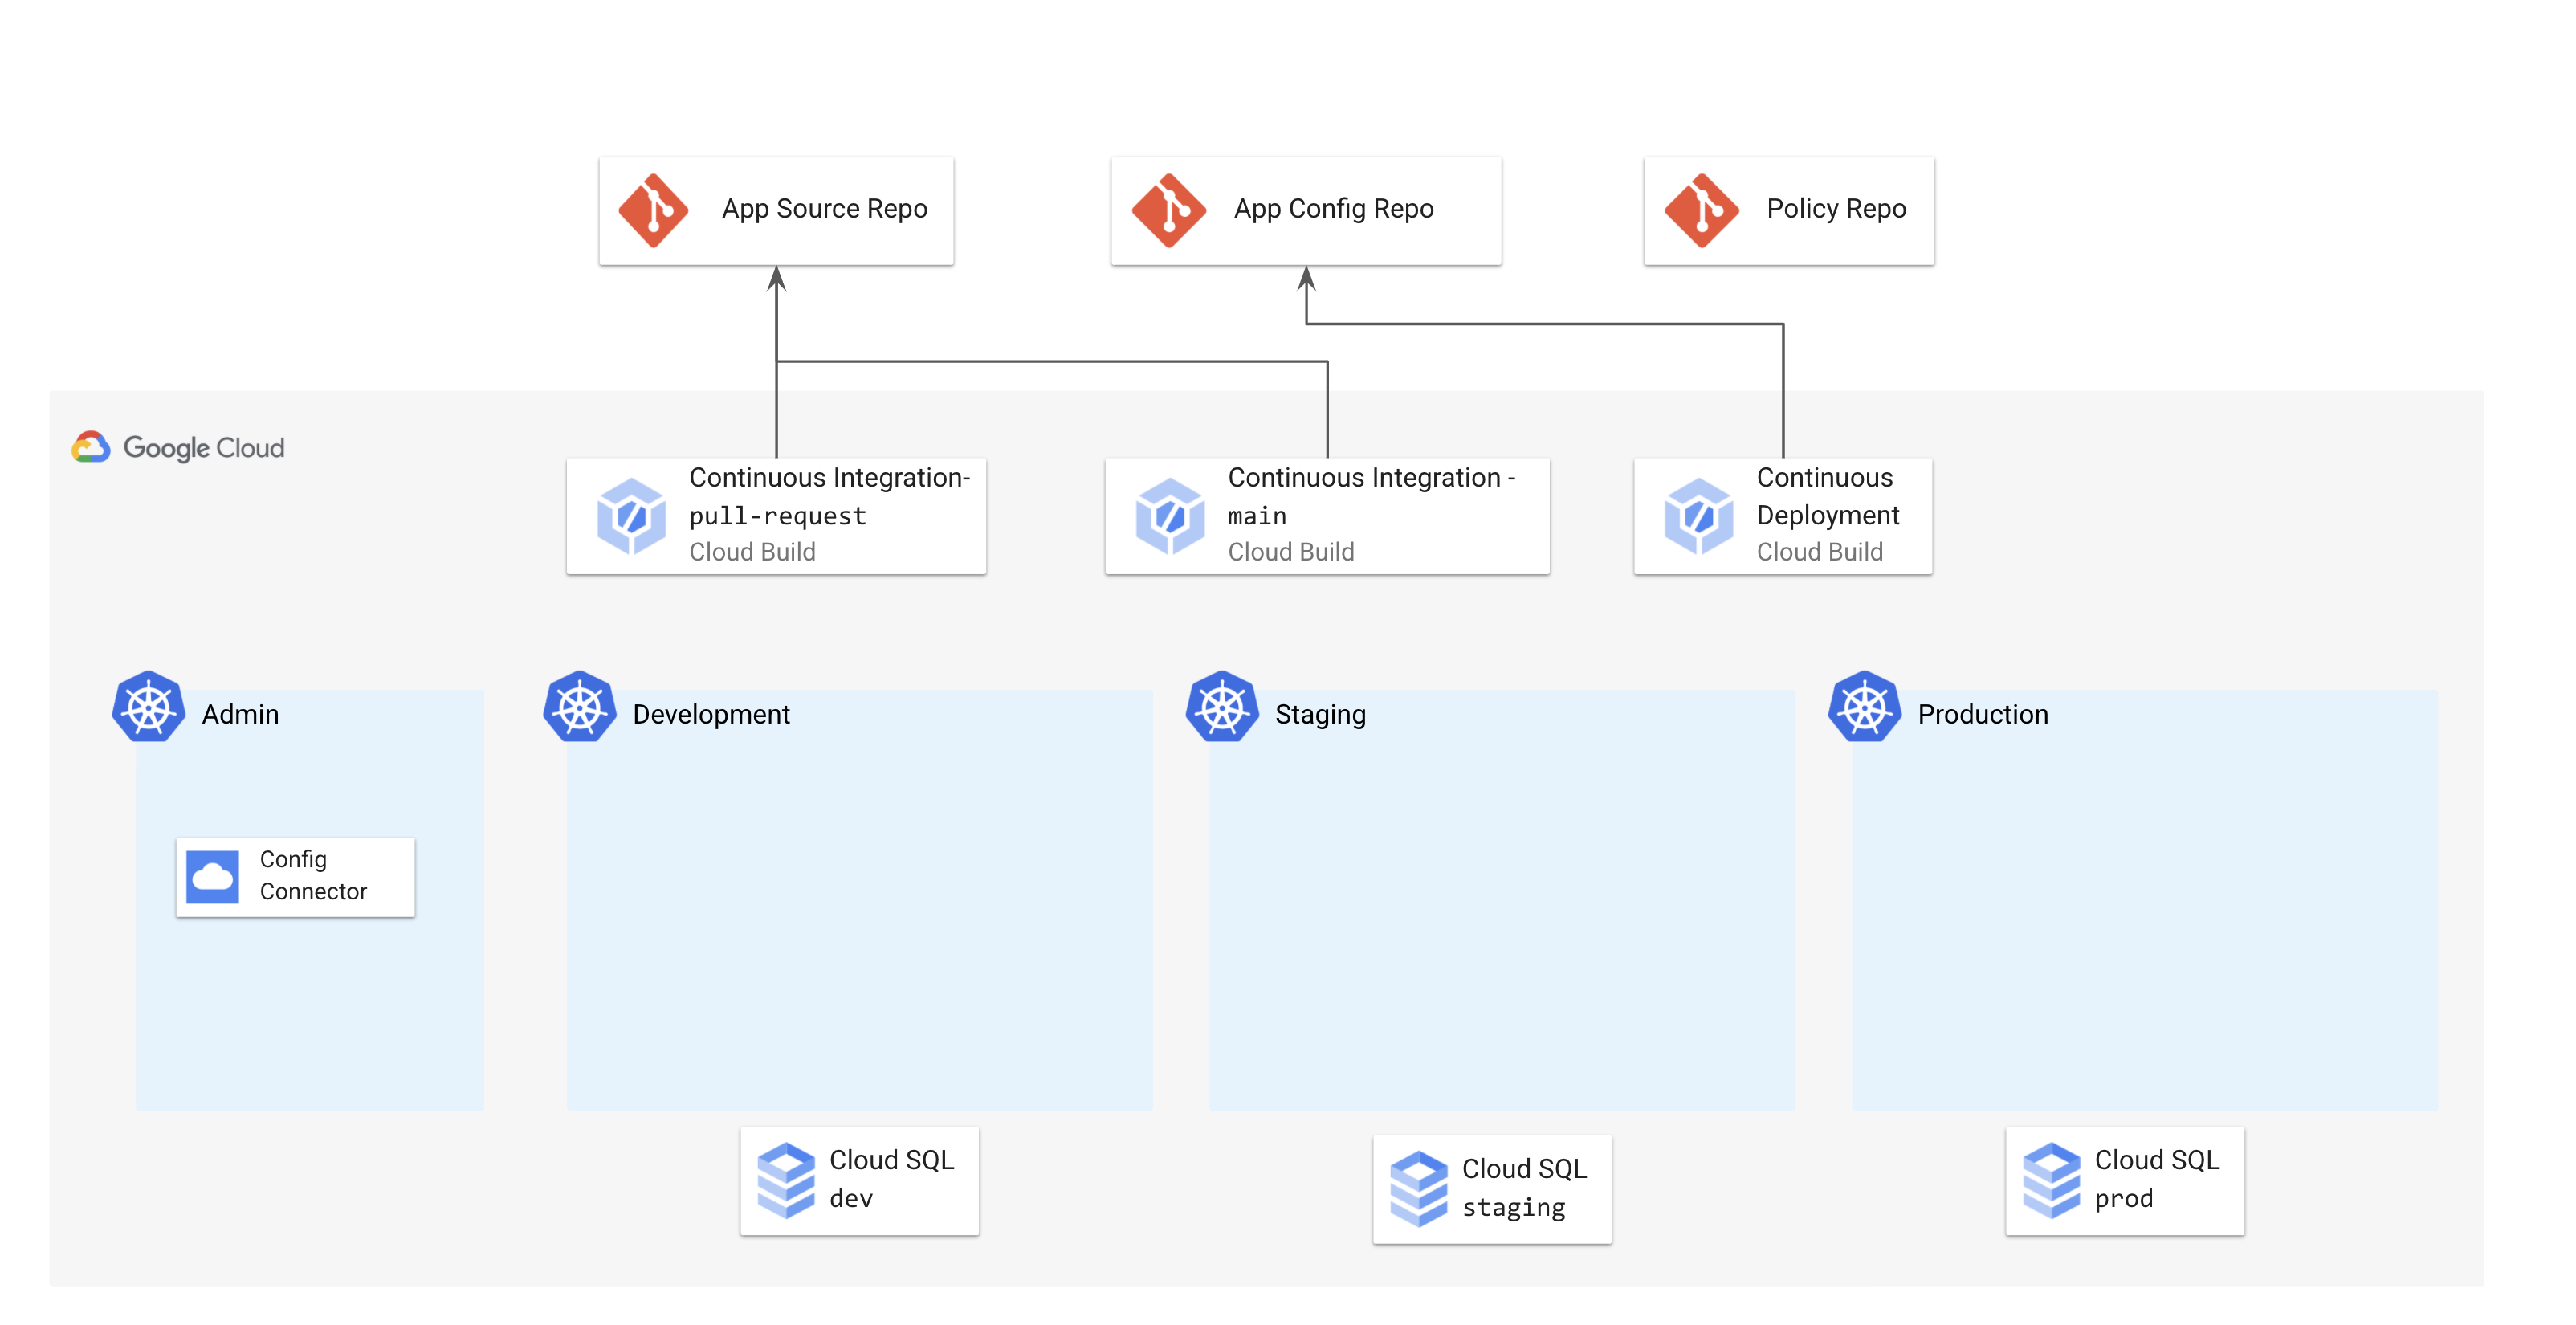 App Source Repo
App Config Repo
Policy Repo
Google Cloud
Continuous Integration-
pull-request
Cloud Build
Continuous Integration -
main
Cloud Build
Continuous
Deployment
Cloud Build
Admin
Development
Staging
Production
Config
Connector
Cloud SQL
dev
Cloud SQL
staging
Cloud SQL
prod